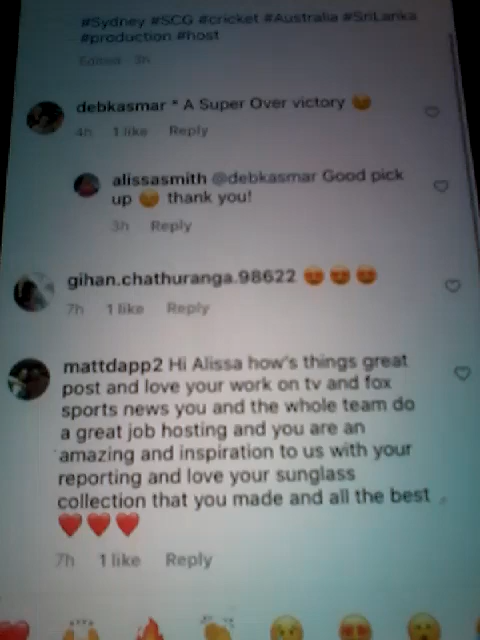 #Sydney #SCG #cricket #Australia #SriLanka
#production #host
Edited 3h
debkasmar * A Super Over victory 😉
4h 1 like Reply
alissasmith @debkasmar Good pick
up 😉 thank you!
3h Reply
gihan.chathuranga.98622 😍 😍 😍
7h 1 like Reply
mattdapp2 Hi Alissa how's things great
post and love your work on tv and fox
sports news you and the whole team do
a great job hosting and you are an
amazing and inspiration to us with your
reporting and love your sunglass
collection that you made and all the best
❤️ ❤️ ❤️
7h 1 like Reply